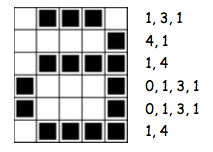 1, 3, 1
4, 1
1, 4
0, 1, 3, 1
0, 1, 3, 1
1, 4